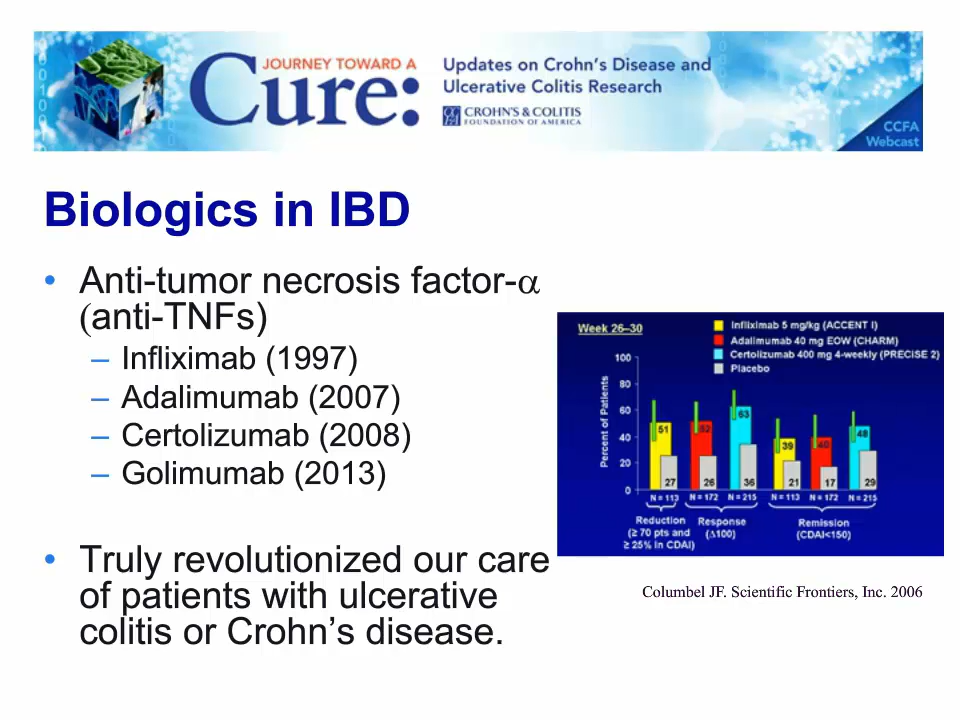 JOURNEY TOWARD A
Cure:
Updates on Crohn's Disease and
Ulcerative Colitis Research
CROHN'S & COLITIS
FOUNDATION OF AMERICA
CCFA
Webcast
Biologics in IBD
• Anti-tumor necrosis factor-α
(anti-TNFs)
– Infliximab (1997)
– Adalimumab (2007)
– Certolizumab (2008)
– Golimumab (2013)
• Truly revolutionized our care
of patients with ulcerative
colitis or Crohn's disease.
Week 26–30
Infliximab 5 mg/kg (ACCENT I)
Adalimumab 40 mg EOW (CHARM)
Certolizumab 400 mg 4-weekly (PRECiSE 2)
Placebo
Percent of Patients
100
80
60
40
20
0
51 27 52 26 63 36 39 21 40 17 48 29
N = 113 N = 172 N = 215 N = 113 N = 172 N = 215
Reduction
(≥ 70 pts and
≥ 25% in CDAI)
Response
(∆100)
Remission
(CDAI<150)
Columbel JF. Scientific Frontiers, Inc. 2006